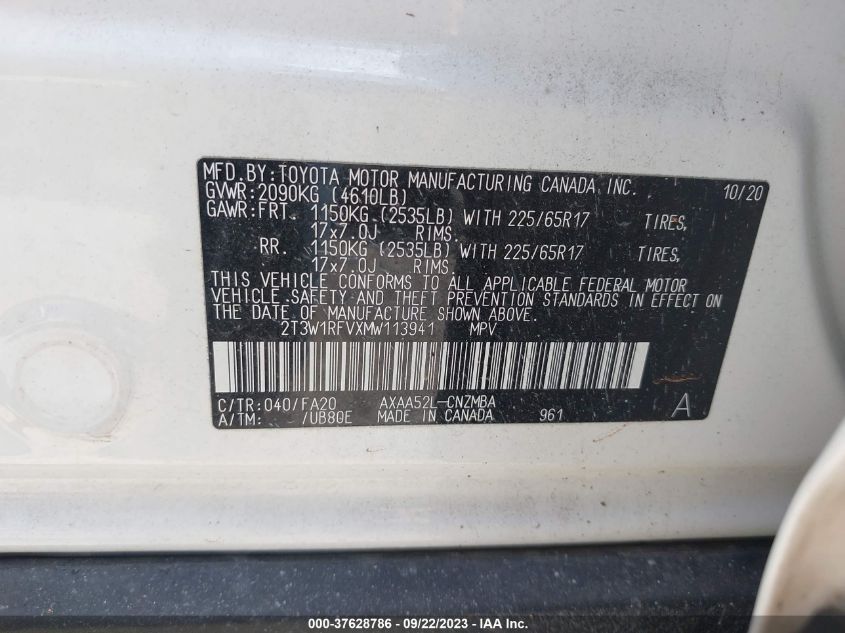 MFD.BY:TOYOTA MOTOR MANUFACTURING CANADA INC. 10/20
GVWR:2090KG (4610LB)
GAWR:FRT. 1150KG (2535LB) WITH 225/65R17 TIRES,
17x7.0J RIMS.
RR. 1150KG (2535LB) WITH 225/65R17 TIRES,
17x7.0J RIMS.
THIS VEHICLE CONFORMS TO ALL APPLICABLE FEDERAL MOTOR
VEHICLE SAFETY AND THEFT PREVENTION STANDARDS IN EFFECT ON
THE DATE OF MANUFACTURE SHOWN ABOVE.
2T3W1RFVXMW113941 MPV
C/TR:040/FA20 AXAA52L-CNZMBA
A/TM: /UB80E MADE IN CANADA 961 A
000-37628786 - 09/22/2023 - IAAI.com